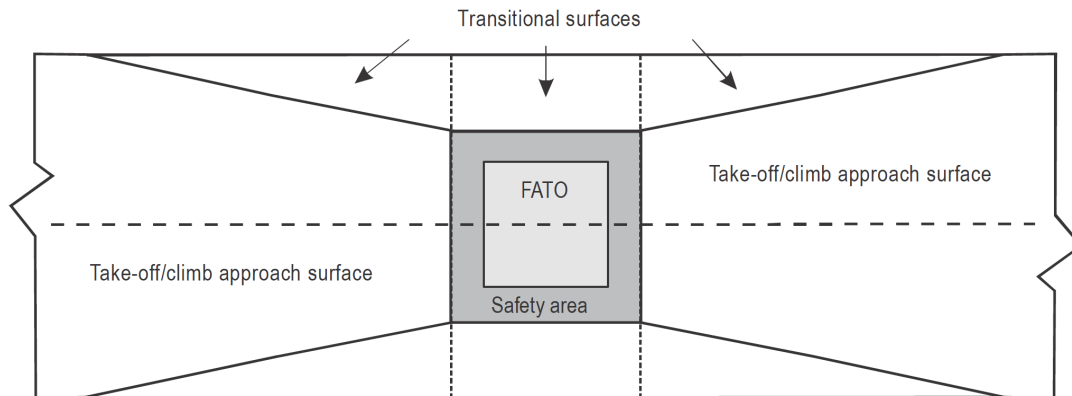 Transitional surfaces
Take-off/climb approach surface
FATO
Take-off/climb approach surface
Safety area